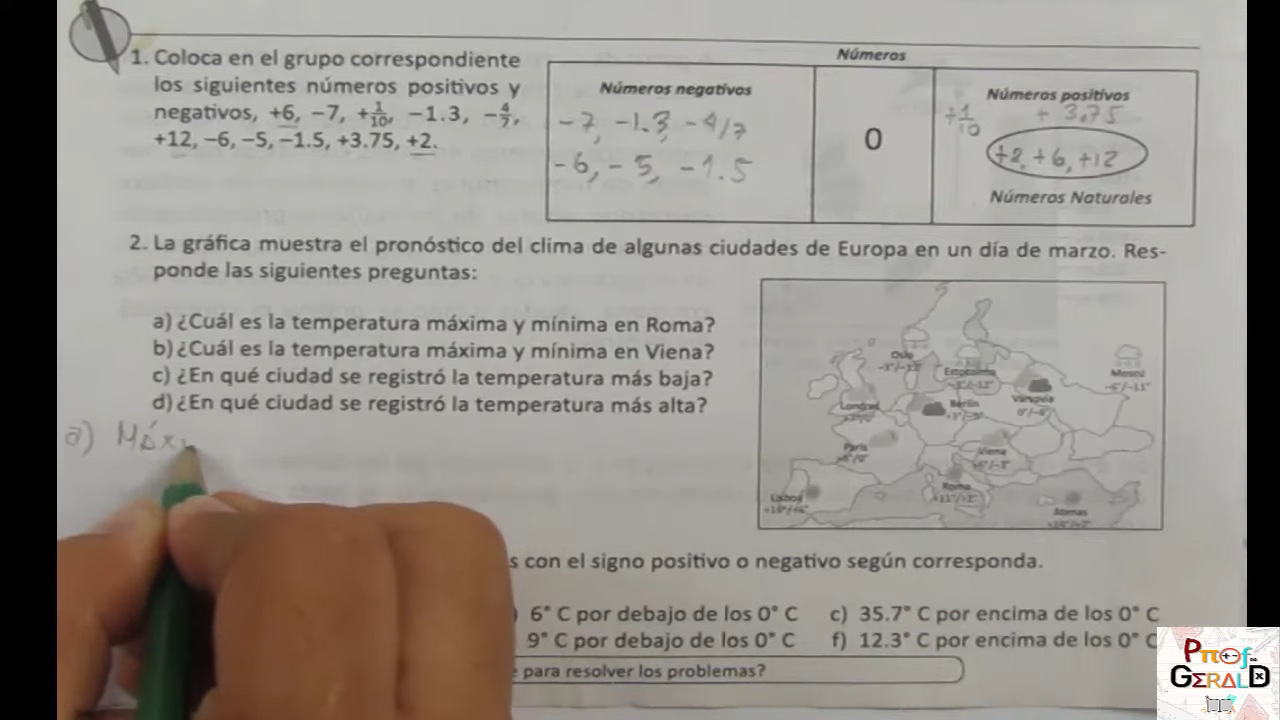 1. Coloca en el grupo correspondiente
los siguientes números positivos y
negativos, +6, −7, +1/10, −1.3, −4/7,
+12, −6, −5, −1.5, +3.75, +2.
Números
Números negativos
-7, -1.3, -4/7
-6, -5, -1.5
0
Números positivos
+1/10 + 3.75
+2, +6, +12
Números Naturales
2. La gráfica muestra el pronóstico del clima de algunas ciudades de Europa en un día de marzo. Res-
ponde las siguientes preguntas:
a) ¿Cuál es la temperatura máxima y mínima en Roma?
b) ¿Cuál es la temperatura máxima y mínima en Viena?
c) ¿En qué ciudad se registró la temperatura más baja?
d) ¿En qué ciudad se registró la temperatura más alta?
a) Máx
Oslo
Estocolmo
Moscú
Londres
Berlín
Varsovia
París
Viena
Roma
Lisboa
Atenas
s con el signo positivo o negativo según corresponda.
) 6° C por debajo de los 0° C c) 35.7° C por encima de los 0° C
9° C por debajo de los 0° C f) 12.3° C por encima de los 0° C
e para resolver los problemas?
Prof
GERALD